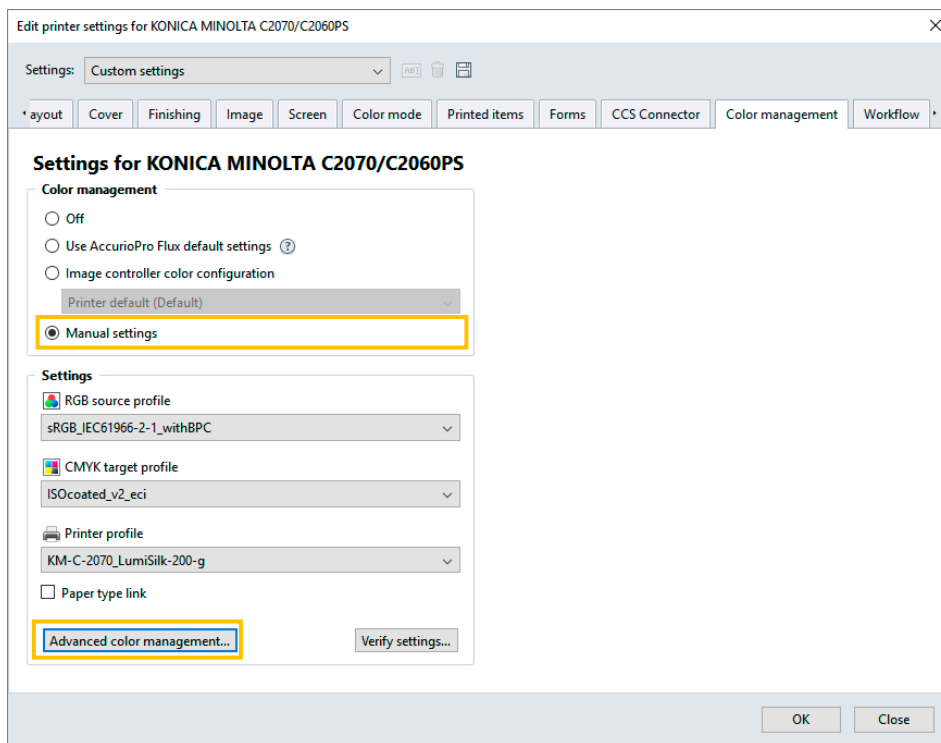 Edit printer settings for KONICA MINOLTA C2070/C2060PS
Settings: Custom settings
ayout Cover Finishing Image Screen Color mode Printed items Forms CCS Connector Color management Workflow
Settings for KONICA MINOLTA C2070/C2060PS
Color management
Off
Use AccurioPro Flux default settings ?
Image controller color configuration
Printer default (Default)
Manual settings
Settings
RGB source profile
sRGB_IEC61966-2-1_withBPC
CMYK target profile
ISOcoated_v2_eci
Printer profile
KM-C-2070_LumiSilk-200-g
Paper type link
Advanced color management... Verify settings...
OK Close